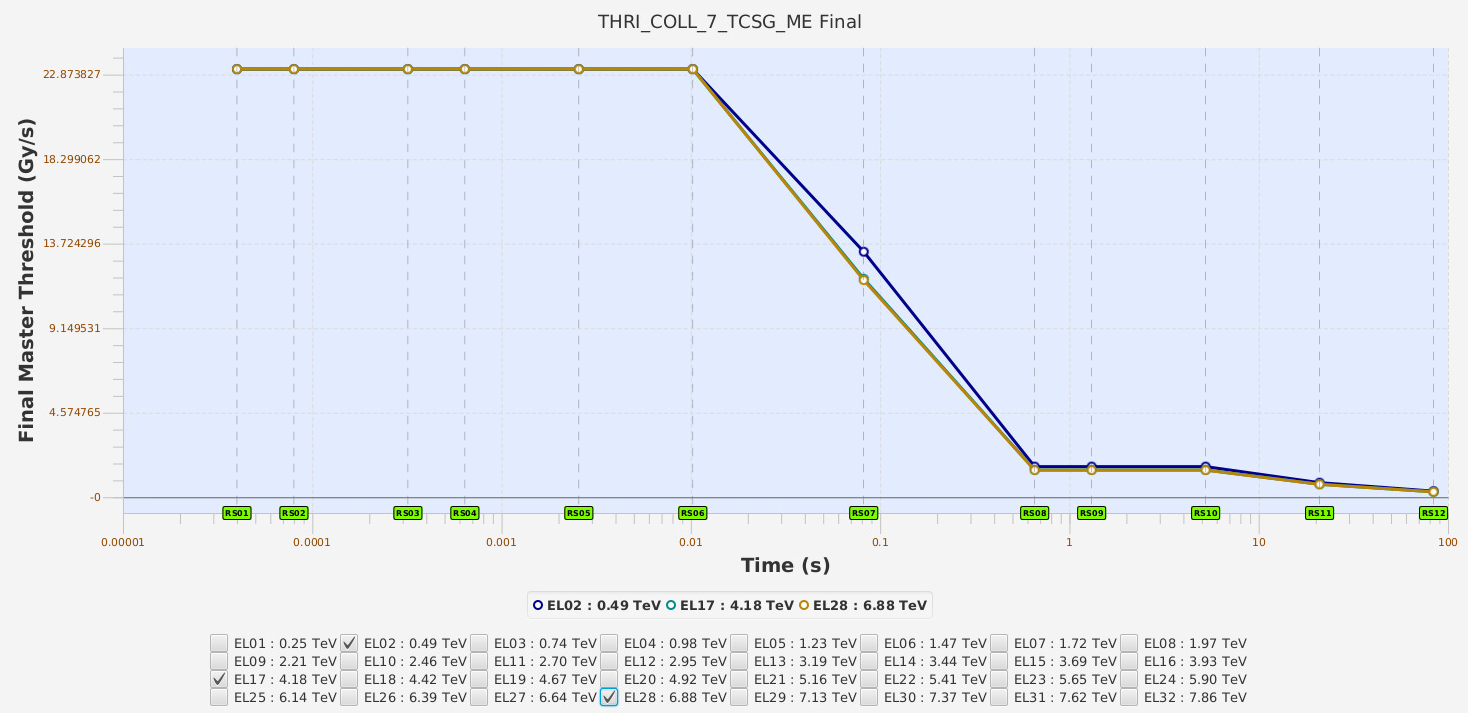 THRI_COLL_7_TCSG_ME Final
Final Master Threshold (Gy/s)
22.873827
18.299062
13.724296
9.149531
4.574765
-0
RS01 RS02 RS03 RS04 RS05 RS06 RS07 RS08 RS09 RS10 RS11 RS12
0.00001 0.0001 0.001 0.01 0.1 1 10 100
Time (s)
EL02 : 0.49 TeV EL17 : 4.18 TeV EL28 : 6.88 TeV
EL01 : 0.25 TeV EL02 : 0.49 TeV EL03 : 0.74 TeV EL04 : 0.98 TeV EL05 : 1.23 TeV EL06 : 1.47 TeV EL07 : 1.72 TeV EL08 : 1.97 TeV
EL09 : 2.21 TeV EL10 : 2.46 TeV EL11 : 2.70 TeV EL12 : 2.95 TeV EL13 : 3.19 TeV EL14 : 3.44 TeV EL15 : 3.69 TeV EL16 : 3.93 TeV
EL17 : 4.18 TeV EL18 : 4.42 TeV EL19 : 4.67 TeV EL20 : 4.92 TeV EL21 : 5.16 TeV EL22 : 5.41 TeV EL23 : 5.65 TeV EL24 : 5.90 TeV
EL25 : 6.14 TeV EL26 : 6.39 TeV EL27 : 6.64 TeV EL28 : 6.88 TeV EL29 : 7.13 TeV EL30 : 7.37 TeV EL31 : 7.62 TeV EL32 : 7.86 TeV